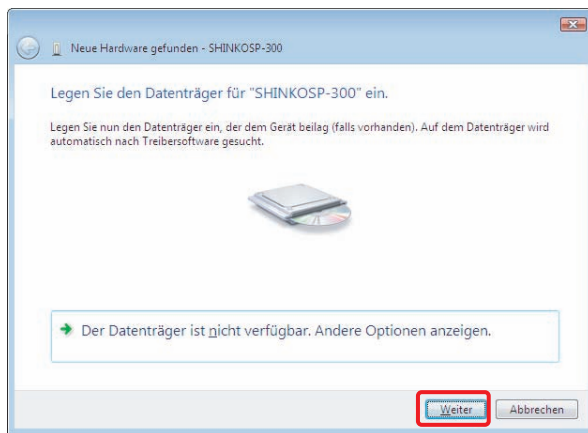 Neue Hardware gefunden - SHINKOSP-300
Legen Sie den Datenträger für "SHINKOSP-300" ein.
Legen Sie nun den Datenträger ein, der dem Gerät beilag (falls vorhanden). Auf dem Datenträger wird
automatisch nach Treibersoftware gesucht.
Der Datenträger ist nicht verfügbar. Andere Optionen anzeigen.
Weiter
Abbrechen